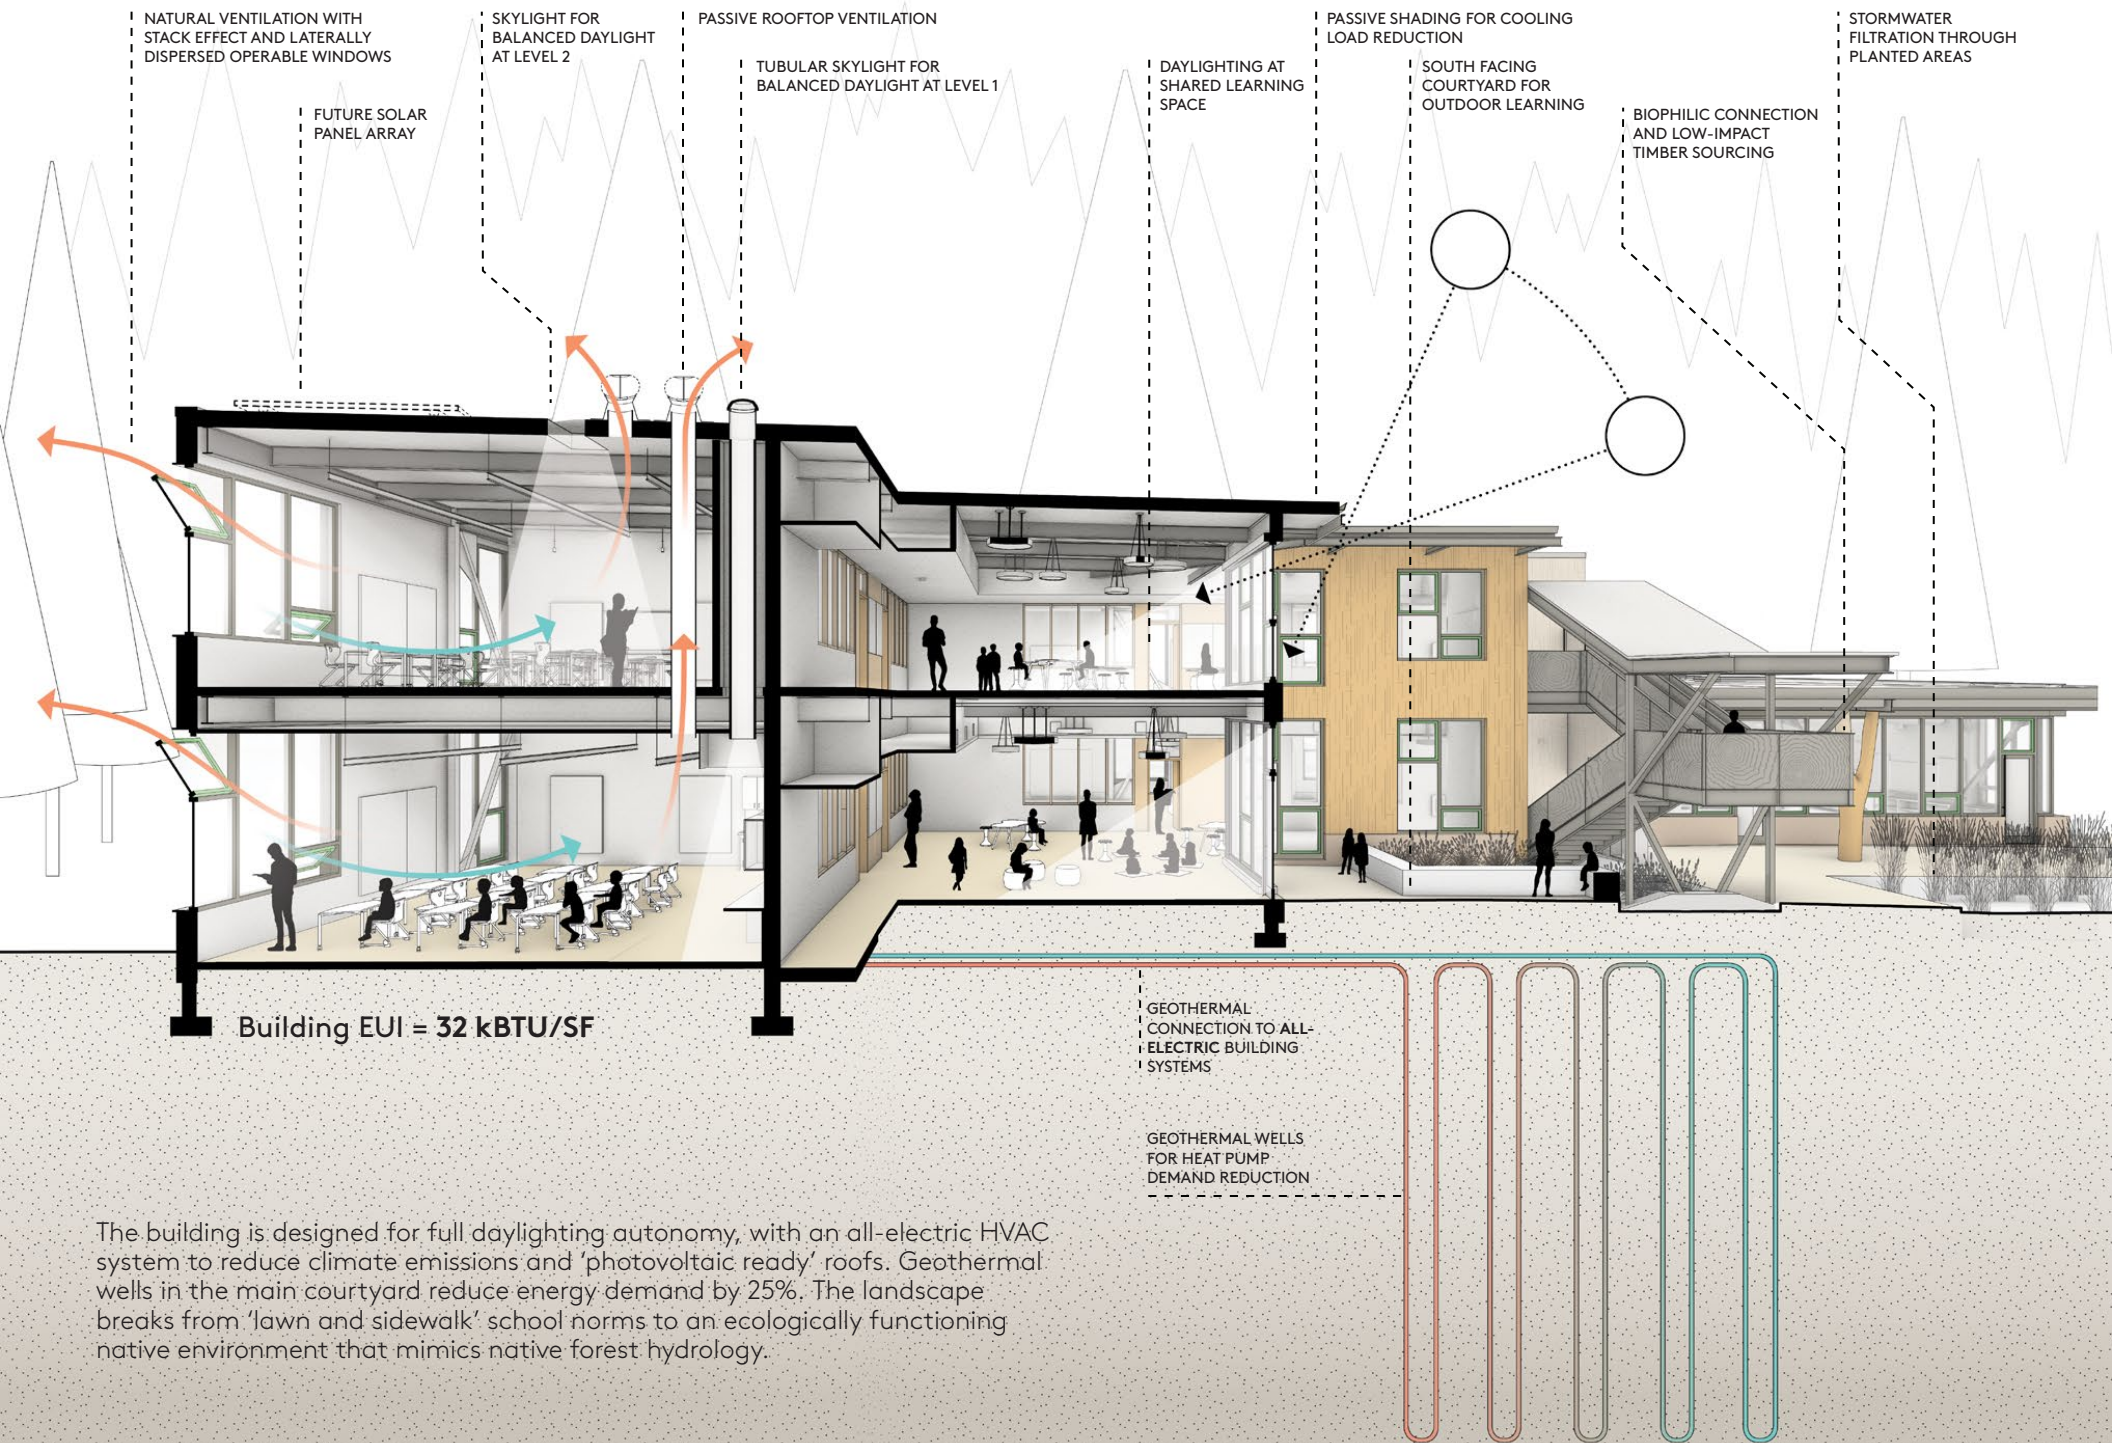 NATURAL VENTILATION WITH
STACK EFFECT AND LATERALLY
DISPERSED OPERABLE WINDOWS
FUTURE SOLAR
PANEL ARRAY
SKYLIGHT FOR
BALANCED DAYLIGHT
AT LEVEL 2
PASSIVE ROOFTOP VENTILATION
TUBULAR SKYLIGHT FOR
BALANCED DAYLIGHT AT LEVEL 1
DAYLIGHTING AT
SHARED LEARNING
SPACE
PASSIVE SHADING FOR COOLING
LOAD REDUCTION
SOUTH FACING
COURTYARD FOR
OUTDOOR LEARNING
BIOPHILIC CONNECTION
AND LOW-IMPACT
TIMBER SOURCING
STORMWATER
FILTRATION THROUGH
PLANTED AREAS
Building EUI = 32 kBTU/SF
GEOTHERMAL
CONNECTION TO ALL-
ELECTRIC BUILDING
SYSTEMS
GEOTHERMAL WELLS
FOR HEAT PUMP
DEMAND REDUCTION
The building is designed for full daylighting autonomy, with an all-electric HVAC
system to reduce climate emissions and 'photovoltaic ready' roofs. Geothermal
wells in the main courtyard reduce energy demand by 25%. The landscape
breaks from 'lawn and sidewalk' school norms to an ecologically functioning
native environment that mimics native forest hydrology.